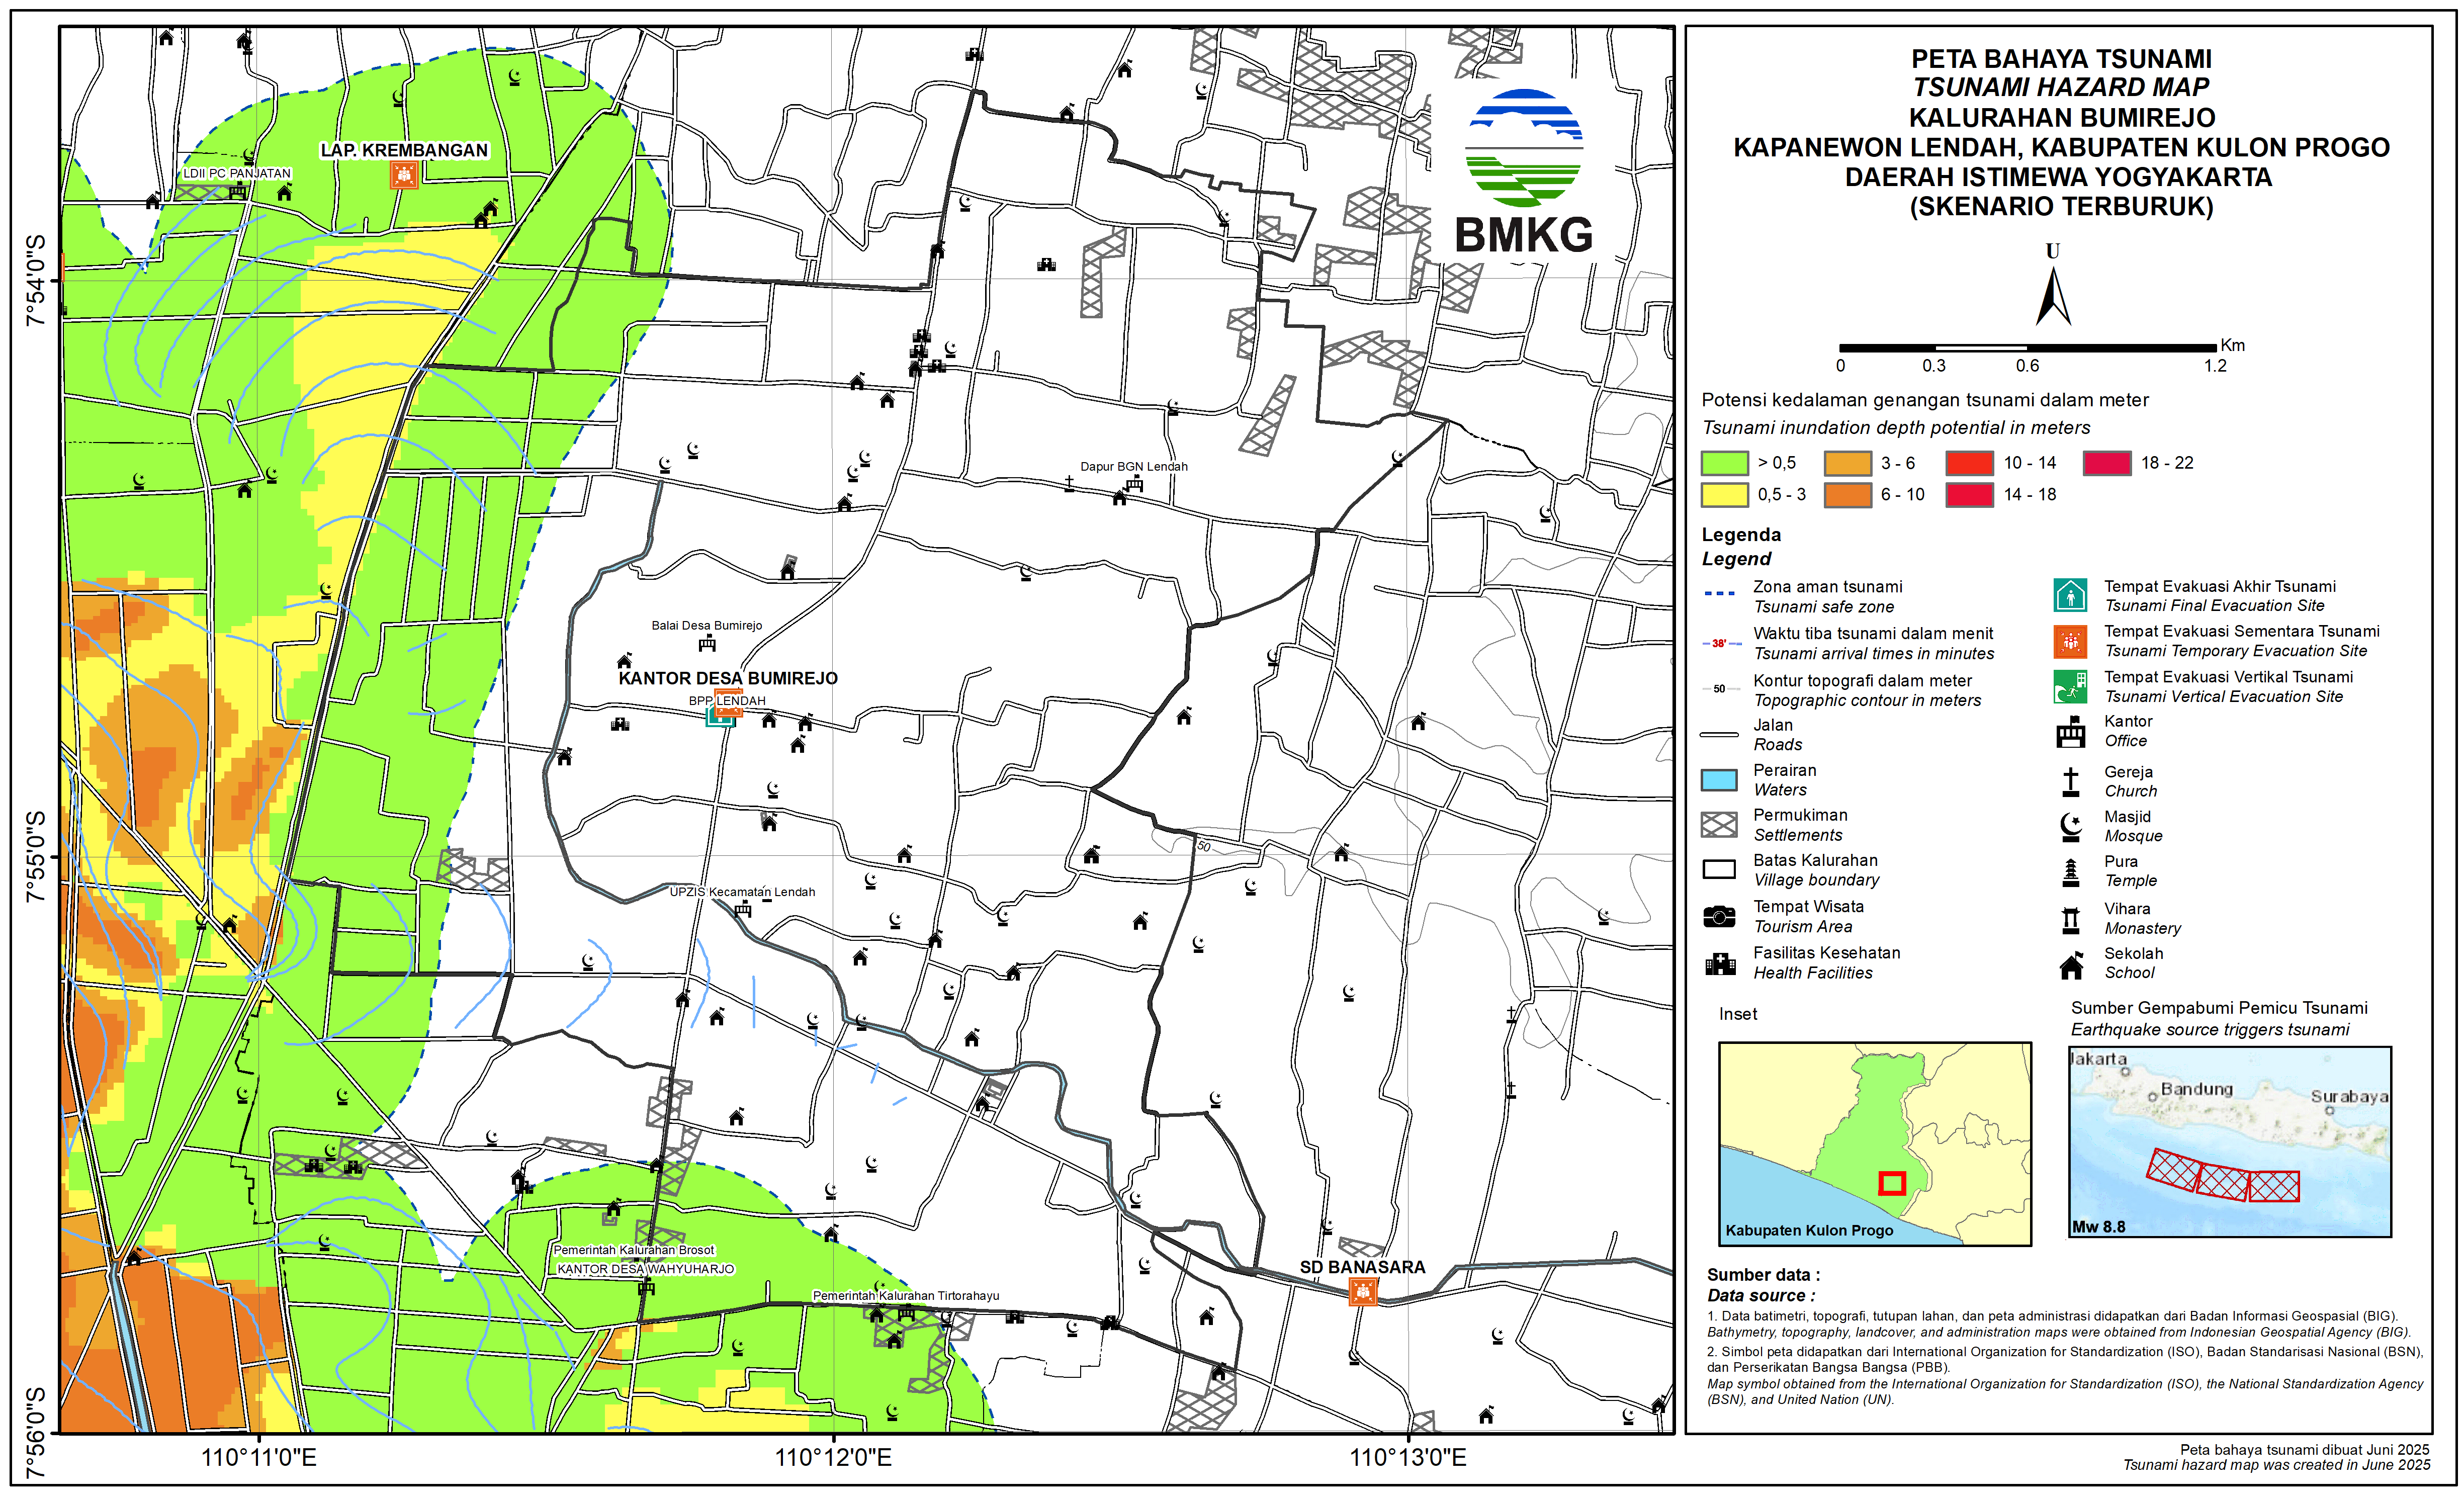 PETA BAHAYA TSUNAMI
TSUNAMI HAZARD MAP
KALURAHAN BUMIREJO
KAPANEWON LENDAH, KABUPATEN KULON PROGO
DAERAH ISTIMEWA YOGYAKARTA
(SKENARIO TERBURUK)
U
Km
0 0.3 0.6 1.2
Potensi kedalaman genangan tsunami dalam meter
Tsunami inundation depth potential in meters
> 0,5 3 - 6 10 - 14 18 - 22
0,5 - 3 6 - 10 14 - 18
Legenda
Legend
Zona aman tsunami
Tsunami safe zone
38'
Waktu tiba tsunami dalam menit
Tsunami arrival times in minutes
50
Kontur topografi dalam meter
Topographic contour in meters
Jalan
Roads
Perairan
Waters
Permukiman
Settlements
Batas Kalurahan
Village boundary
Tempat Wisata
Tourism Area
Fasilitas Kesehatan
Health Facilities
Tempat Evakuasi Akhir Tsunami
Tsunami Final Evacuation Site
Tempat Evakuasi Sementara Tsunami
Tsunami Temporary Evacuation Site
Tempat Evakuasi Vertikal Tsunami
Tsunami Vertical Evacuation Site
Kantor
Office
Gereja
Church
Masjid
Mosque
Pura
Temple
Vihara
Monastery
Sekolah
School
Inset
Kabupaten Kulon Progo
Sumber Gempabumi Pemicu Tsunami
Earthquake source triggers tsunami
Jakarta
Bandung
Surabaya
Mw 8.8
Sumber data :
Data source :
1. Data batimetri, topografi, tutupan lahan, dan peta administrasi didapatkan dari Badan Informasi Geospasial (BIG).
Bathymetry, topography, landcover, and administration maps were obtained from Indonesian Geospatial Agency (BIG).
2. Simbol peta didapatkan dari International Organization for Standardization (ISO), Badan Standarisasi Nasional (BSN),
dan Perserikatan Bangsa Bangsa (PBB).
Map symbol obtained from the International Organization for Standardization (ISO), the National Standardization Agency
(BSN), and United Nation (UN).
Peta bahaya tsunami dibuat Juni 2025
Tsunami hazard map was created in June 2025
BMKG
LAP. KREMBANGAN
LDII PC PANJATAN
Dapur BGN Lendah
Balai Desa Bumirejo
KANTOR DESA BUMIREJO
BPP LENDAH
50
UPZIS Kecamatan Lendah
Pemerintah Kalurahan Brosot
KANTOR DESA WAHYUHARJO
SD BANASARA
Pemerintah Kalurahan Tirtorahayu
7°54'0"S
7°55'0"S
7°56'0"S
110°11'0"E 110°12'0"E 110°13'0"E